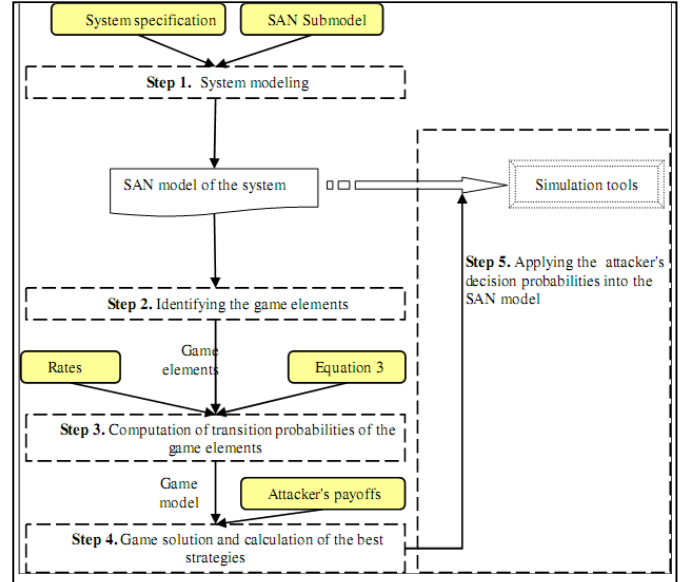 System specification
SAN Submodel
Step 1. System modeling
SAN model of the system
Simulation tools
Step 5. Applying the attacker's
decision probabilities into the
SAN model
Step 2. Identifying the game elements
Game
elements
Rates
Equation 3
Step 3. Computation of transition probabilities of the
game elements
Game
model
Attacker's payoffs
Step 4. Game solution and calculation of the best
strategies